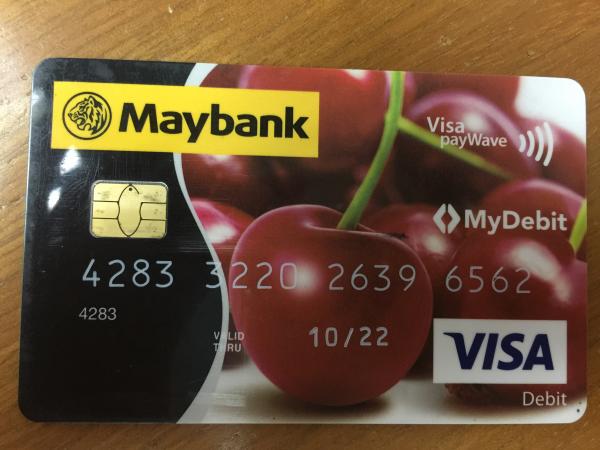 Maybank
Visa
payWave
MyDebit
4283 3220 2639 6562
4283
VALID
THRU
10/22
VISA
Debit